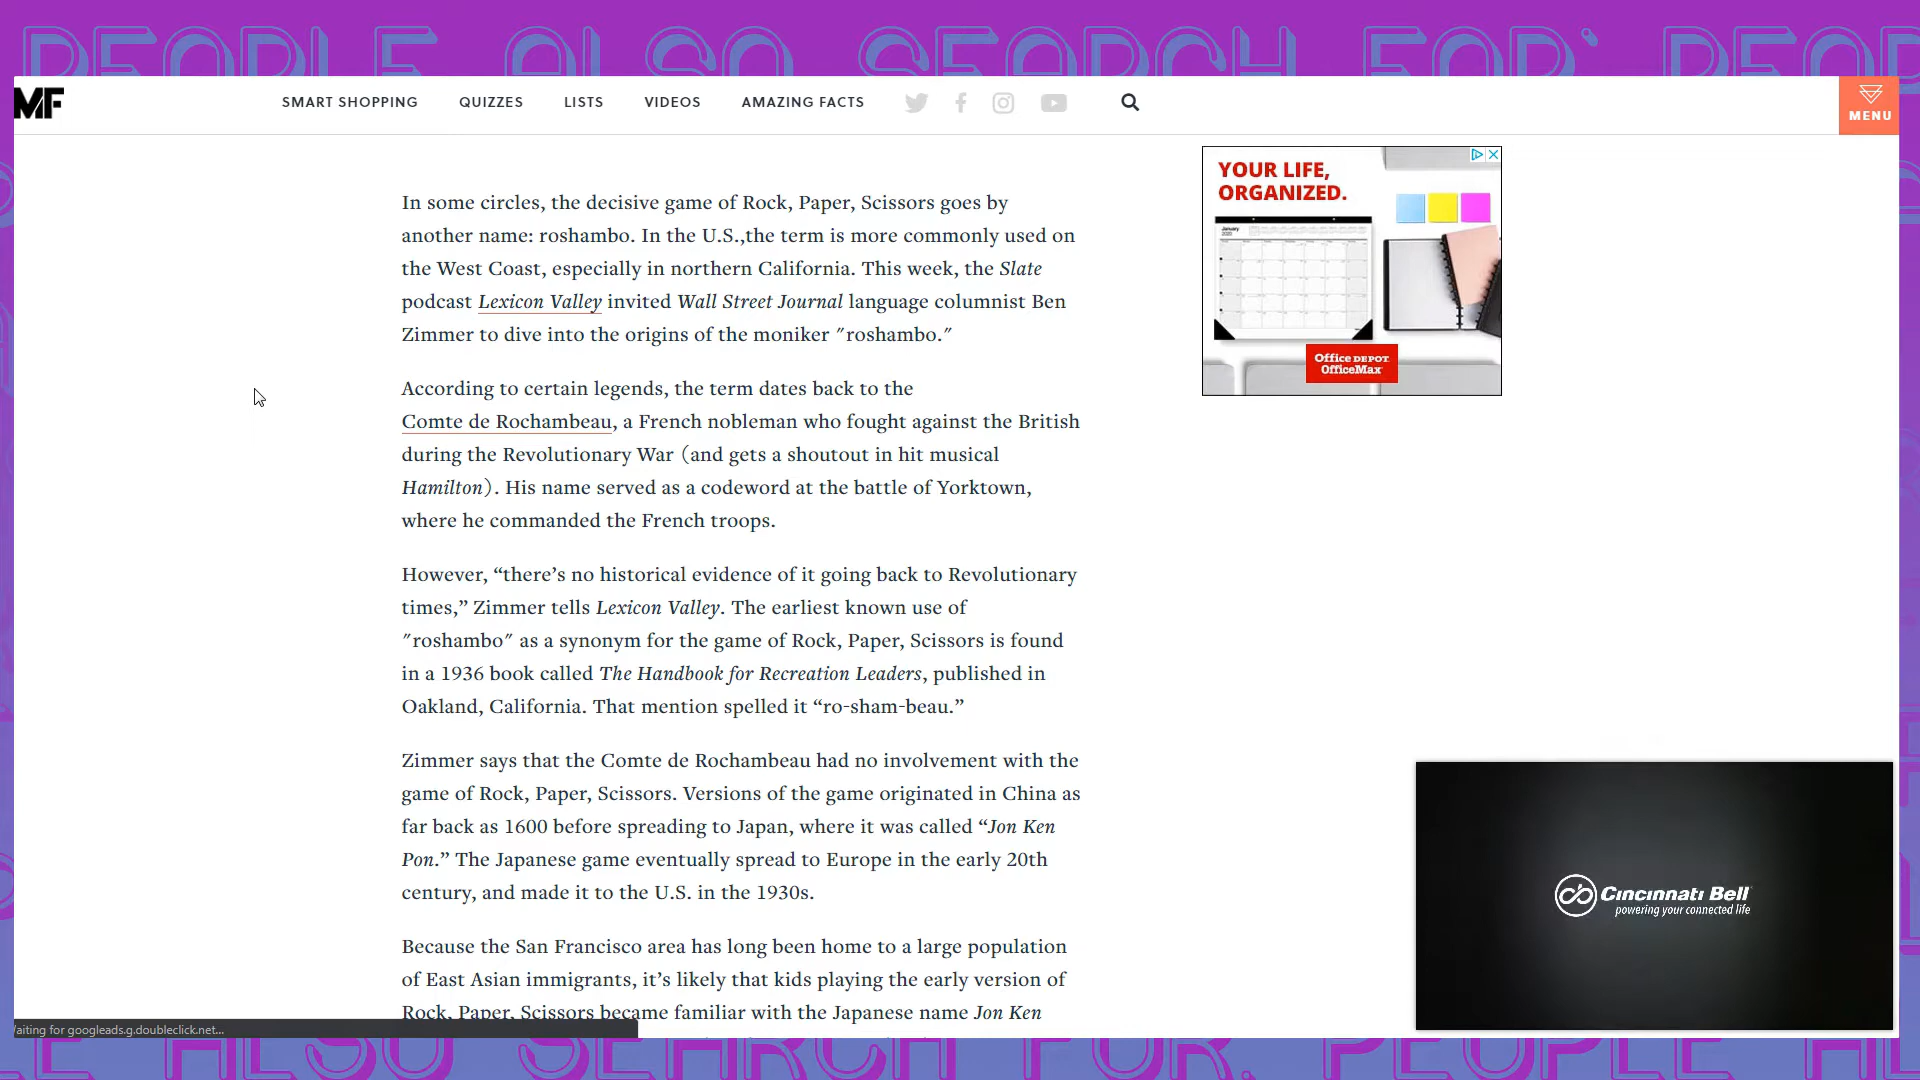 PEOPLE ALSO SEARCH FOR: PEOP
MF
SMART SHOPPING QUIZZES LISTS VIDEOS AMAZING FACTS
MENU
In some circles, the decisive game of Rock, Paper, Scissors goes by
another name: roshambo. In the U.S.,the term is more commonly used on
the West Coast, especially in northern California. This week, the Slate
podcast Lexicon Valley invited Wall Street Journal language columnist Ben
Zimmer to dive into the origins of the moniker "roshambo."
According to certain legends, the term dates back to the
Comte de Rochambeau, a French nobleman who fought against the British
during the Revolutionary War (and gets a shoutout in hit musical
Hamilton). His name served as a codeword at the battle of Yorktown,
where he commanded the French troops.
However, “there’s no historical evidence of it going back to Revolutionary
times,” Zimmer tells Lexicon Valley. The earliest known use of
"roshambo" as a synonym for the game of Rock, Paper, Scissors is found
in a 1936 book called The Handbook for Recreation Leaders, published in
Oakland, California. That mention spelled it “ro-sham-beau.”
Zimmer says that the Comte de Rochambeau had no involvement with the
game of Rock, Paper, Scissors. Versions of the game originated in China as
far back as 1600 before spreading to Japan, where it was called “Jon Ken
Pon.” The Japanese game eventually spread to Europe in the early 20th
century, and made it to the U.S. in the 1930s.
Because the San Francisco area has long been home to a large population
of East Asian immigrants, it’s likely that kids playing the early version of
Rock, Paper, Scissors became familiar with the Japanese name Jon Ken
YOUR LIFE,
ORGANIZED.
January
2020
Office DEPOT
OfficeMax
Cincinnati Bell
powering your connected life
aiting for googleads.g.doubleclick.net...
LE ALSO SEARCH FOR: PEOPLE AL